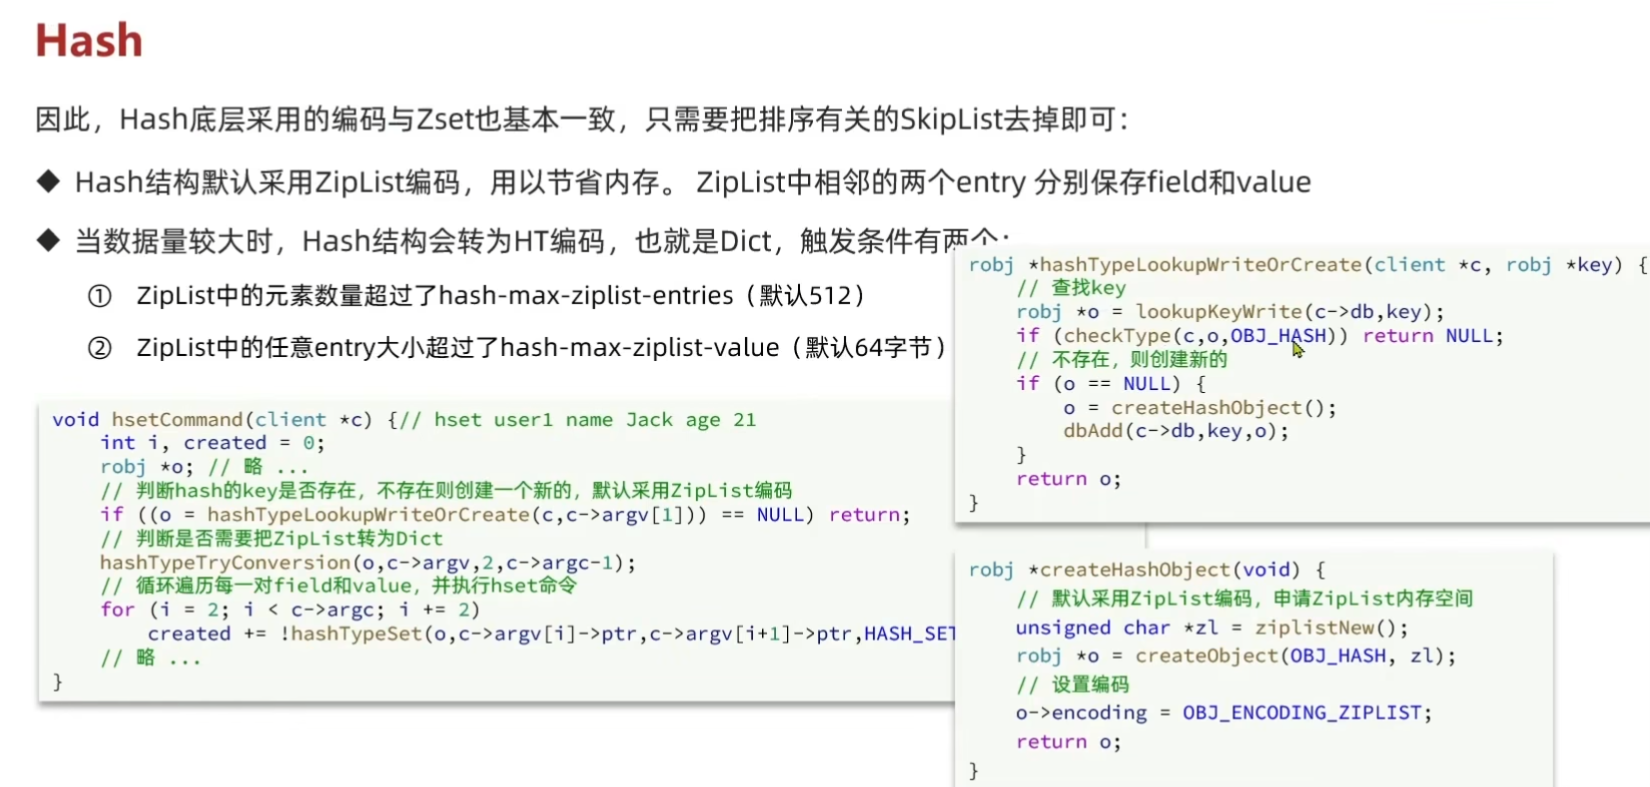 Hash
因此，Hash底层采用的编码与Zset也基本一致，只需要把排序有关的SkipList去掉即可：
◆ Hash结构默认采用ZipList编码，用以节省内存。 ZipList中相邻的两个entry 分别保存field和value
◆ 当数据量较大时，Hash结构会转为HT编码，也就是Dict，触发条件有两个：
① ZipList中的元素数量超过了hash-max-ziplist-entries（默认512）
② ZipList中的任意entry大小超过了hash-max-ziplist-value（默认64字节）
void hsetCommand(client *c) {// hset user1 name Jack age 21
    int i, created = 0;
    robj *o; // 略 ...
    // 判断hash的key是否存在，不存在则创建一个新的，默认采用ZipList编码
    if ((o = hashTypeLookupWriteOrCreate(c,c->argv[1])) == NULL) return;
    // 判断是否需要把ZipList转为Dict
    hashTypeTryConversion(o,c->argv,2,c->argc-1);
    // 循环遍历每一对field和value，并执行hset命令
    for (i = 2; i < c->argc; i += 2)
        created += !hashTypeSet(o,c->argv[i]->ptr,c->argv[i+1]->ptr,HASH_SET
    // 略 ...
}
robj *hashTypeLookupWriteOrCreate(client *c, robj *key) {
    // 查找key
    robj *o = lookupKeyWrite(c->db,key);
    if (checkType(c,o,OBJ_HASH)) return NULL;
    // 不存在，则创建新的
    if (o == NULL) {
        o = createHashObject();
        dbAdd(c->db,key,o);
    }
    return o;
}
robj *createHashObject(void) {
    // 默认采用ZipList编码，申请ZipList内存空间
    unsigned char *zl = ziplistNew();
    robj *o = createObject(OBJ_HASH, zl);
    // 设置编码
    o->encoding = OBJ_ENCODING_ZIPLIST;
    return o;
}